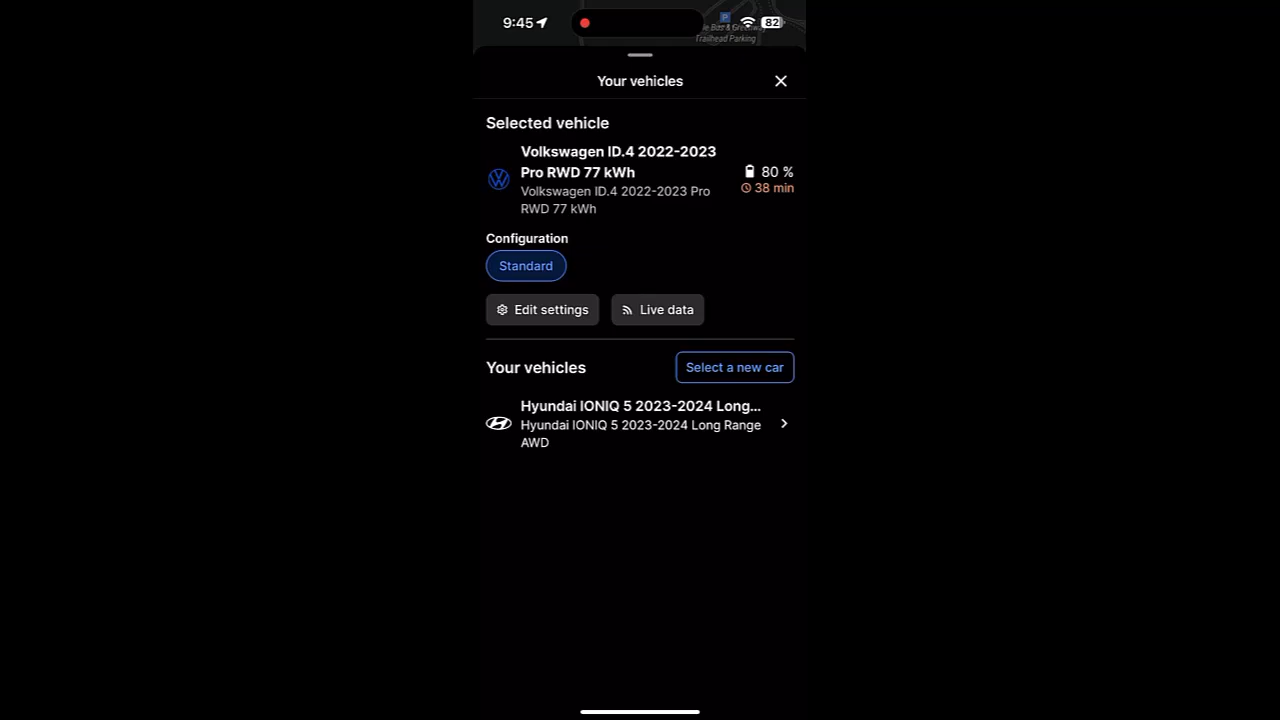 9:45
P
82
Trailhead Parking
Your vehicles
Selected vehicle
Volkswagen ID.4 2022-2023
Pro RWD 77 kWh
80 %
38 min
Volkswagen ID.4 2022-2023 Pro
RWD 77 kWh
Configuration
Standard
Edit settings
Live data
Your vehicles
Select a new car
Hyundai IONIQ 5 2023-2024 Long...
Hyundai IONIQ 5 2023-2024 Long Range
AWD